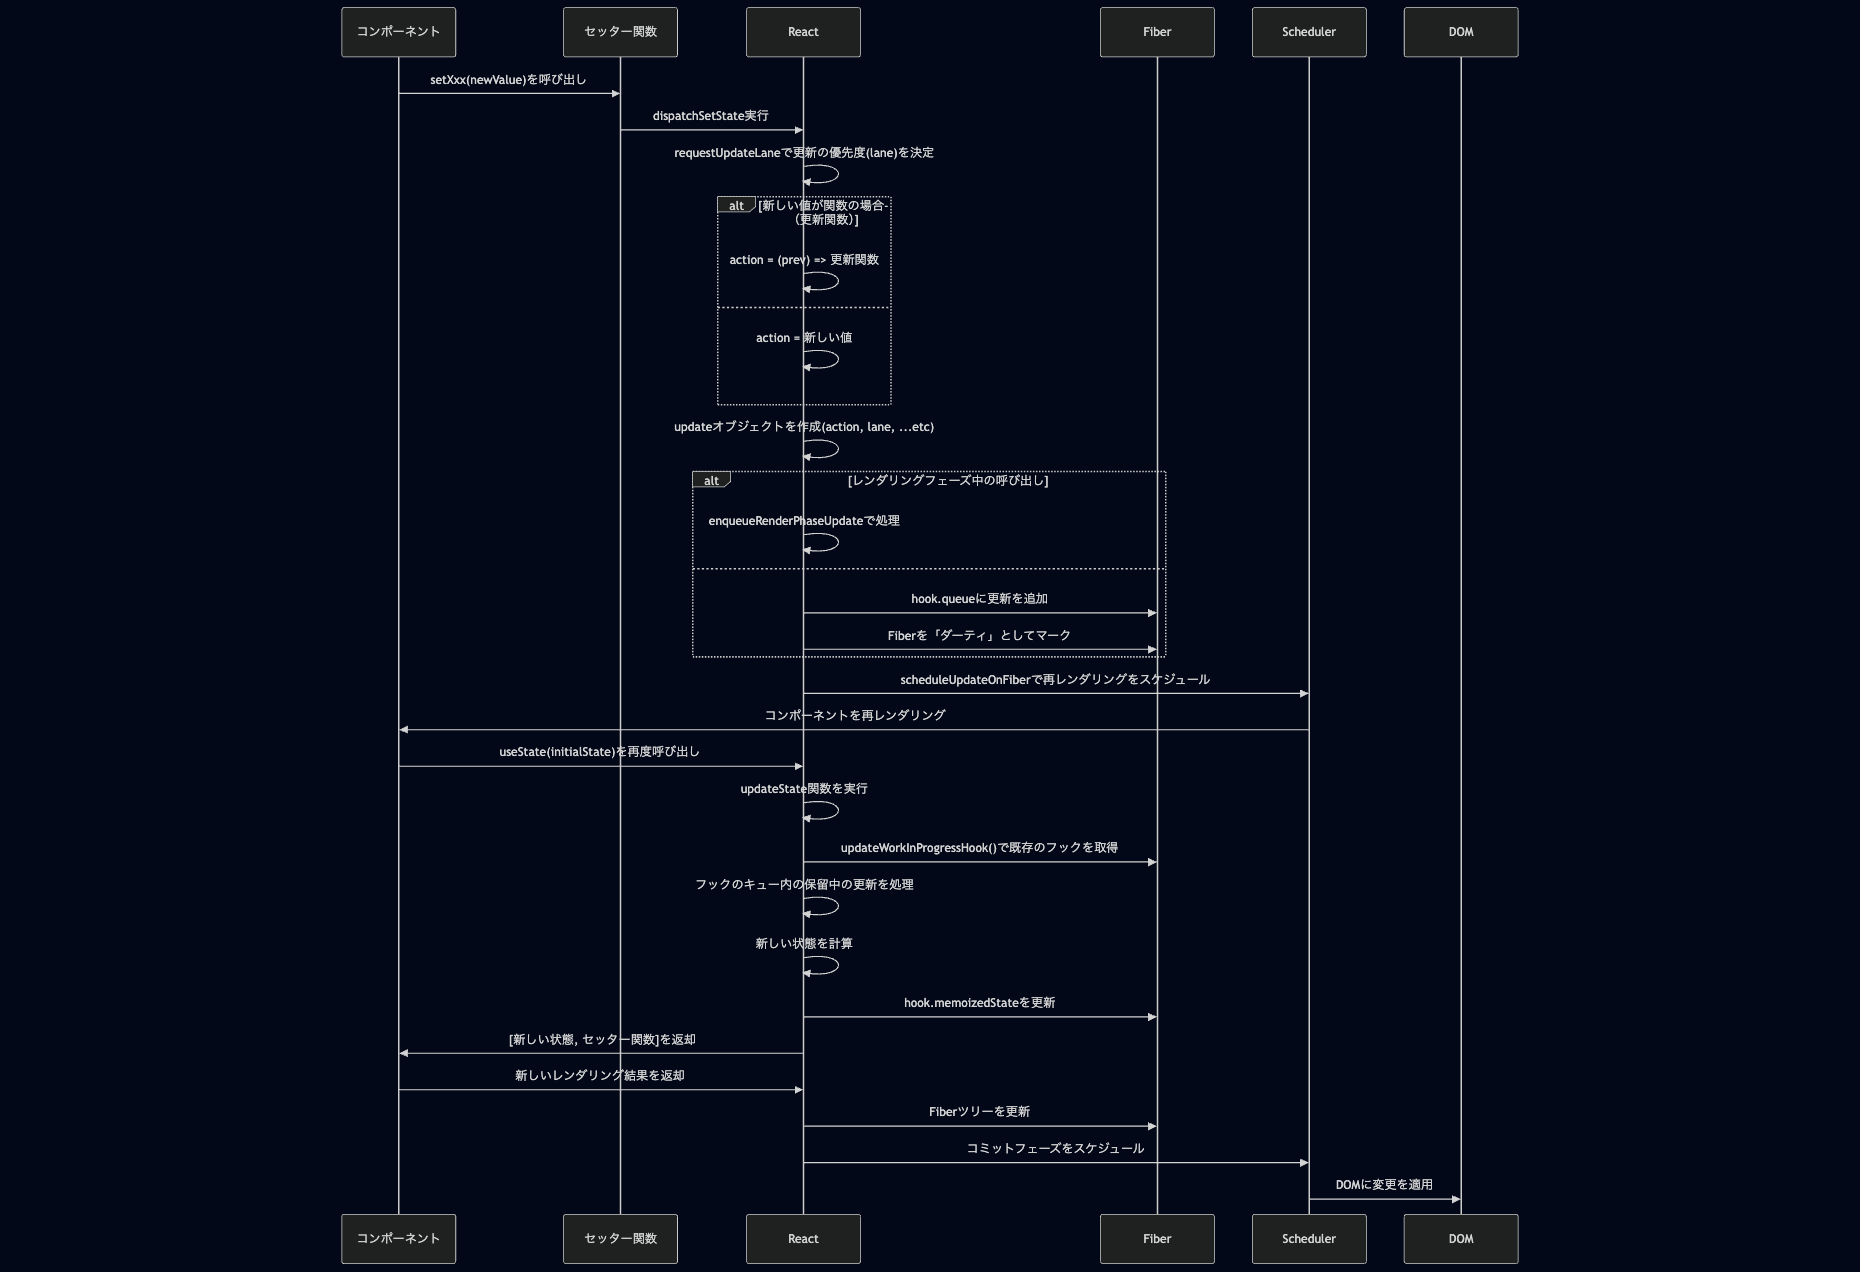 コンポーネント
セッター関数
React
Fiber
Scheduler
DOM
setXxx(newValue)を呼び出し
dispatchSetState実行
requestUpdateLaneで更新の優先度(lane)を決定
alt
[新しい値が関数の場合-
（更新関数）]
action = (prev) => 更新関数
action = 新しい値
updateオブジェクトを作成(action, lane, ...etc)
alt
[レンダリングフェーズ中の呼び出し]
enqueueRenderPhaseUpdateで処理
hook.queueに更新を追加
Fiberを「ダーティ」としてマーク
scheduleUpdateOnFiberで再レンダリングをスケジュール
コンポーネントを再レンダリング
useState(initialState)を再度呼び出し
updateState関数を実行
updateWorkInProgressHook()で既存のフックを取得
フックのキュー内の保留中の更新を処理
新しい状態を計算
hook.memoizedStateを更新
[新しい状態, セッター関数]を返却
新しいレンダリング結果を返却
Fiberツリーを更新
コミットフェーズをスケジュール
DOMに変更を適用
コンポーネント
セッター関数
React
Fiber
Scheduler
DOM